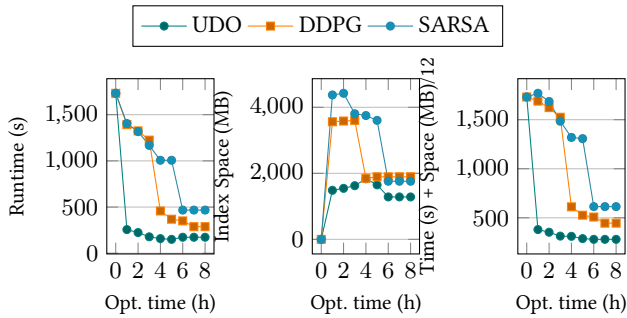 UDO DDPG SARSA
Runtime (s)
1,500
1,000
500
0
0 2 4 6 8
Opt. time (h)
Index Space (MB)
4,000
2,000
0
0 2 4 6 8
Opt. time (h)
Time (s) + Space (MB)/12
1,500
1,000
500
0 2 4 6 8
Opt. time (h)